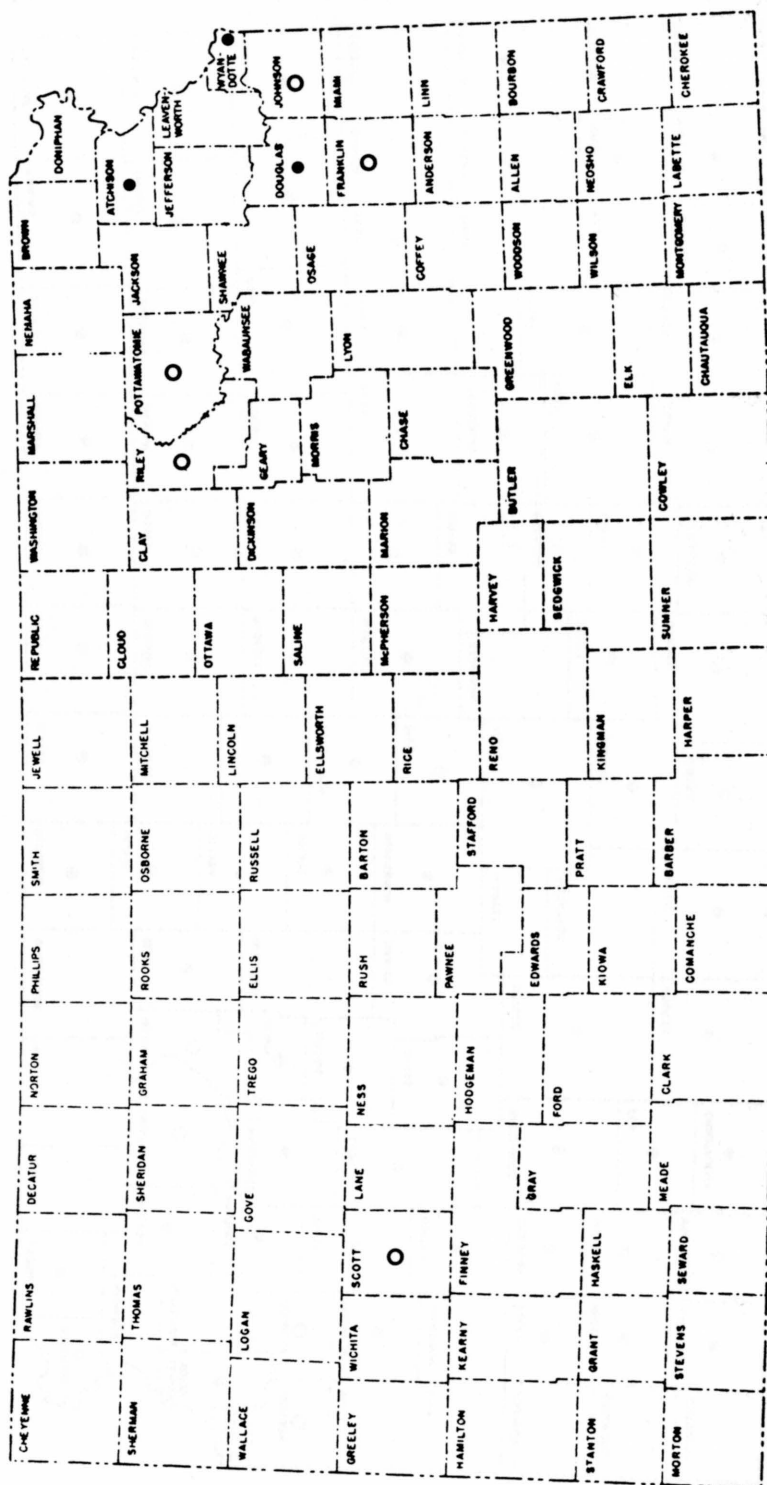 CHEYENNE
RAWLINS
DECATUR
NORTON
PHILLIPS
SMITH
JEWELL
REPUBLIC
WASHINGTON
MARSHALL
NEMAHA
BROWN
DONIPHAN
SHERMAN
THOMAS
SHERIDAN
GRAHAM
ROOKS
OSBORNE
MITCHELL
CLOUD
CLAY
RILEY
POTTAWATOMIE
JACKSON
ATCHISON
JEFFERSON
LEAVEN-
WORTH
WYAN-
DOTTE
WALLACE
LOGAN
GOVE
TREGO
ELLIS
RUSSELL
LINCOLN
OTTAWA
DICKINSON
GEARY
WABAUNSEE
SHAWNEE
DOUGLAS
JOHNSON
ELLSWORTH
SALINE
MORRIS
OSAGE
FRANKLIN
MIAMI
GREELEY
WICHITA
SCOTT
LANE
NESS
RUSH
BARTON
RICE
McPHERSON
MARION
CHASE
LYON
COFFEY
ANDERSON
LINN
HAMILTON
KEARNY
FINNEY
HODGEMAN
PAWNEE
STAFFORD
RENO
HARVEY
BUTLER
GREENWOOD
WOODSON
ALLEN
BOURBON
GRAY
FORD
EDWARDS
PRATT
KINGMAN
SEDGWICK
ELK
WILSON
NEOSHO
CRAWFORD
STANTON
GRANT
HASKELL
KIOWA
MORTON
STEVENS
SEWARD
MEADE
CLARK
COMANCHE
BARBER
HARPER
SUMNER
COWLEY
CHAUTAUQUA
MONTGOMERY
LABETTE
CHEROKEE